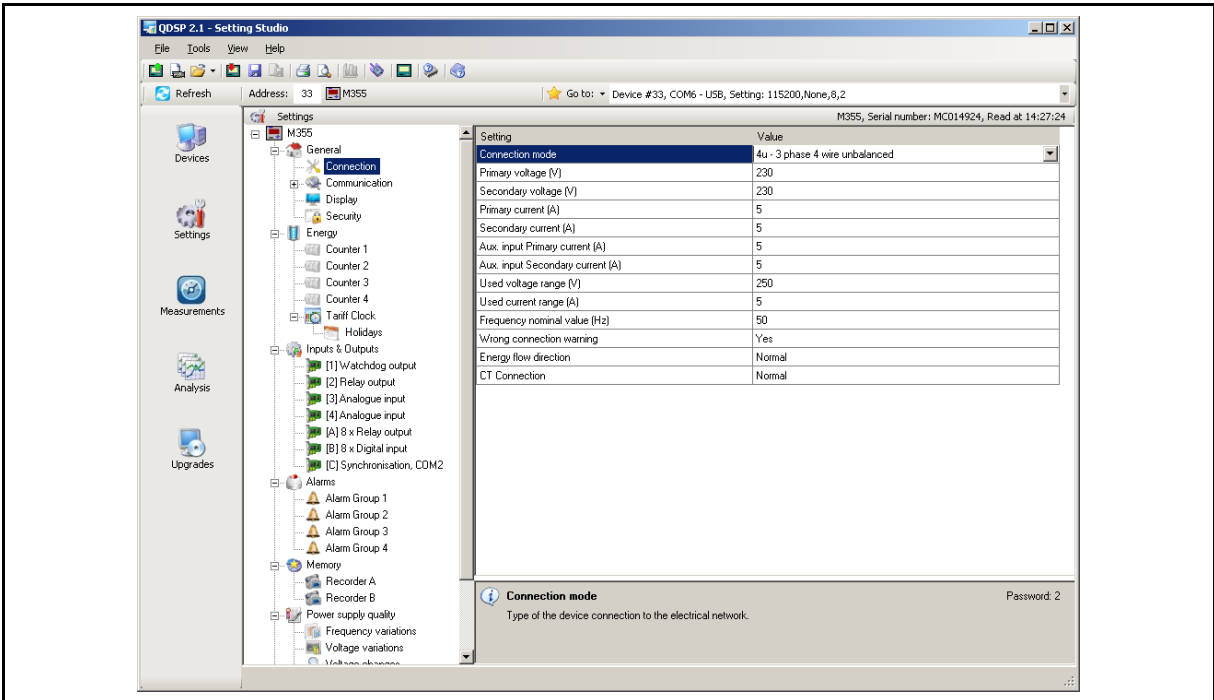 QDSP 2.1 - Setting Studio
File Tools View Help
Refresh Address: 33 M355 Go to: Device #33, COM6 - USB, Setting: 115200,None,8,2
Settings M355, Serial number: MC014924, Read at 14:27:24
Devices
Settings
Measurements
Analysis
Upgrades
M355
General
Connection
Communication
Display
Security
Energy
Counter 1
Counter 2
Counter 3
Counter 4
Tariff Clock
Holidays
Inputs & Outputs
[1] Watchdog output
[2] Relay output
[3] Analogue input
[4] Analogue input
[A] 8 x Relay output
[B] 8 x Digital input
[C] Synchronisation, COM2
Alarms
Alarm Group 1
Alarm Group 2
Alarm Group 3
Alarm Group 4
Memory
Recorder A
Recorder B
Power supply quality
Frequency variations
Voltage variations
Voltage changes
Setting Value
Connection mode 4u - 3 phase 4 wire unbalanced
Primary voltage (V) 230
Secondary voltage (V) 230
Primary current (A) 5
Secondary current (A) 5
Aux. input Primary current (A) 5
Aux. input Secondary current (A) 5
Used voltage range (V) 250
Used current range (A) 5
Frequency nominal value (Hz) 50
Wrong connection warning Yes
Energy flow direction Normal
CT Connection Normal
Connection mode Password: 2
Type of the device connection to the electrical network.